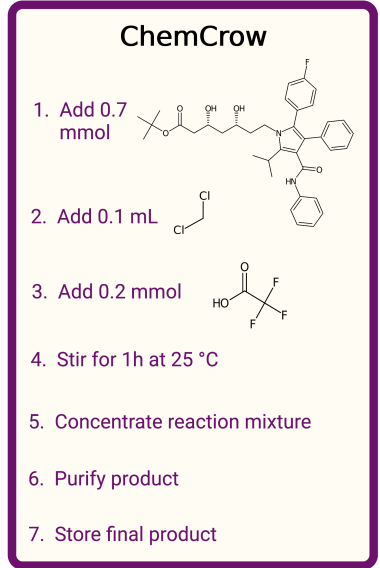 ChemCrow
1. Add 0.7
mmol
F
O
OH
OH
O
N
O
HN
2. Add 0.1 mL
Cl
Cl
3. Add 0.2 mmol
O
HO
F
F
F
4. Stir for 1h at 25 °C
5. Concentrate reaction mixture
6. Purify product
7. Store final product